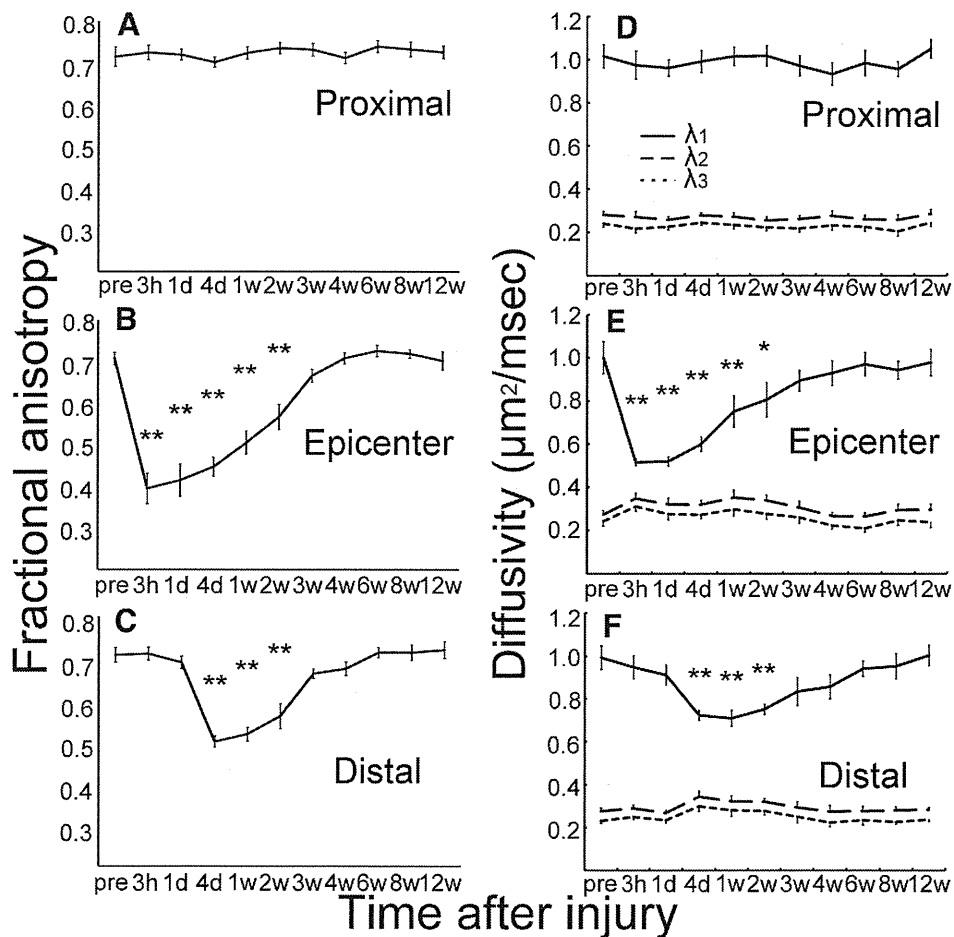 Fractional anisotropy
A
0.8
0.7
0.6
0.5
0.4
0.3
Proximal
pre 3h 1d 4d 1w 2w 3w 4w 6w 8w 12w
B
0.8
0.7
0.6
0.5
0.4
0.3
** ** ** ** **
Epicenter
pre 3h 1d 4d 1w 2w 3w 4w 6w 8w 12w
C
0.8
0.7
0.6
0.5
0.4
0.3
** ** **
Distal
pre 3h 1d 4d 1w 2w 3w 4w 6w 8w 12w
Diffusivity (μm²/msec)
D
1.2
1.0
0.8
0.6
0.4
0.2
Proximal
λ1
λ2
λ3
pre 3h 1d 4d 1w 2w 3w 4w 6w 8w 12w
E
1.2
1.0
0.8
0.6
0.4
0.2
** ** ** ** *
Epicenter
pre 3h 1d 4d 1w 2w 3w 4w 6w 8w 12w
F
1.2
1.0
0.8
0.6
0.4
0.2
** ** **
Distal
pre 3h 1d 4d 1w 2w 3w 4w 6w 8w 12w
Time after injury